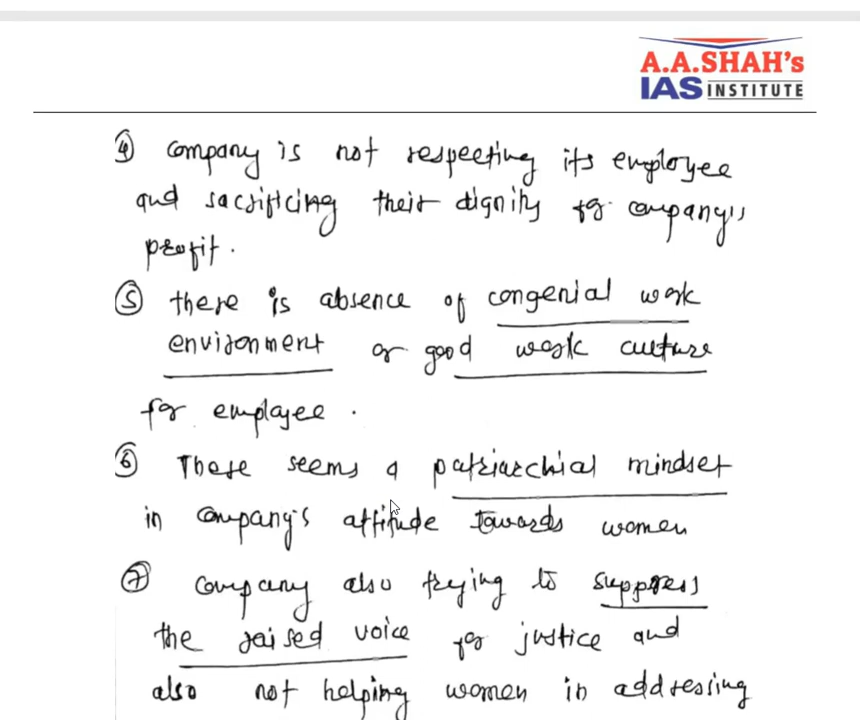 A.A.SHAH's
IAS INSTITUTE
④ Company is not respecting its employee
and sacrificing their dignity for company's
profit.
⑤ there is absence of congenial work
environment or good work culture
for employee.
⑥ There seems a patriarchial mindset
in company's attitude towards women
⑦ Company also trying to suppress
the raised voice for justice and
also not helping women in addressing